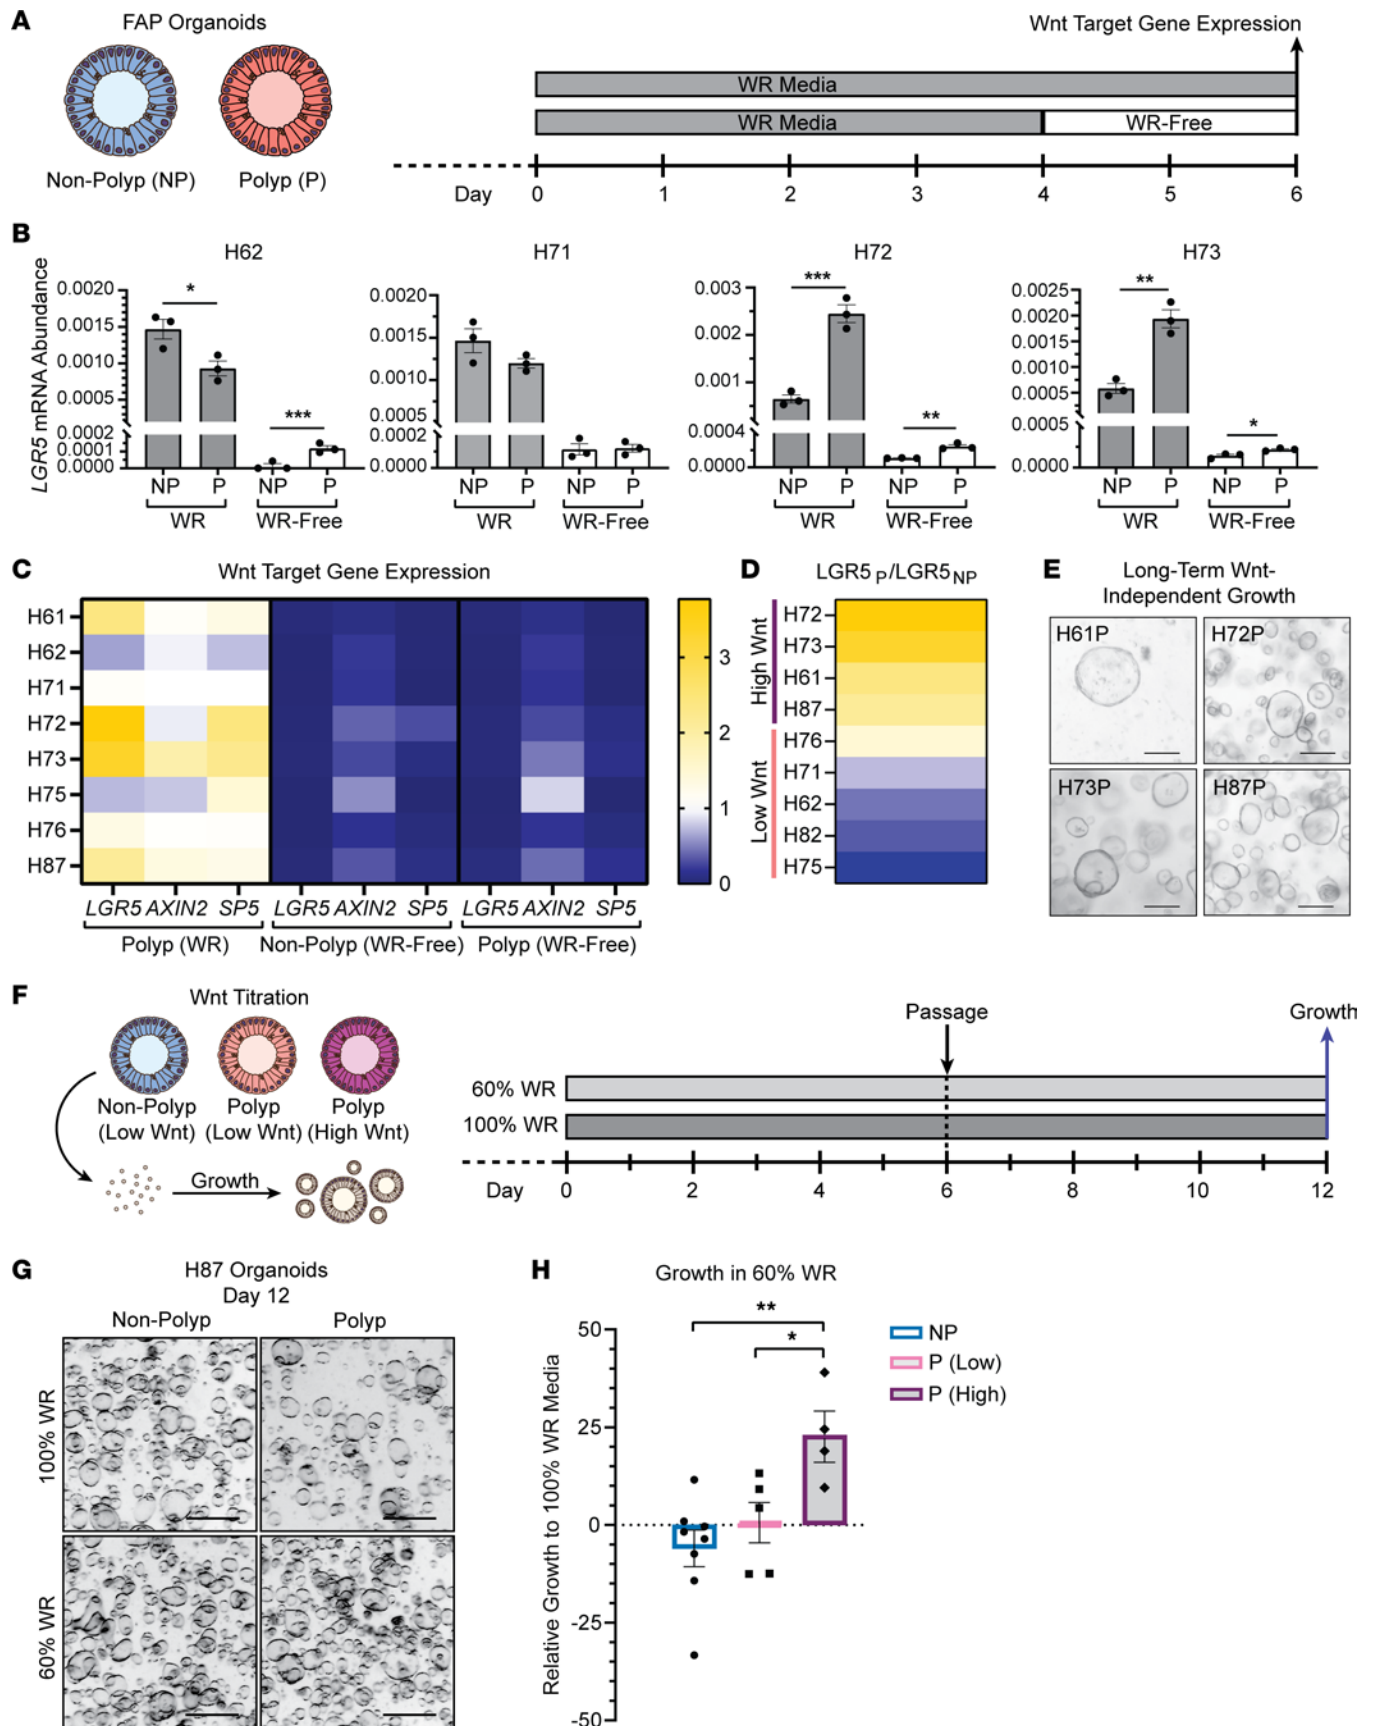 A
FAP Organoids
Non-Polyp (NP)
Polyp (P)
Wnt Target Gene Expression
WR Media
WR Media
WR-Free
Day
0 1 2 3 4 5 6
B
LGR5 mRNA Abundance
H62
0.0020
0.0015
0.0010
0.0005
0.0002
0.0001
0.0000
*
***
NP P NP P
WR WR-Free
H71
0.0020
0.0015
0.0010
0.0005
0.0002
0.0000
NP P NP P
WR WR-Free
H72
0.003
0.002
0.001
0.0004
0.0000
***
**
NP P NP P
WR WR-Free
H73
0.0025
0.0020
0.0015
0.0010
0.0005
0.0005
0.0000
**
*
NP P NP P
WR WR-Free
C
Wnt Target Gene Expression
H61
H62
H71
H72
H73
H75
H76
H87
LGR5 AXIN2 SP5 LGR5 AXIN2 SP5 LGR5 AXIN2 SP5
Polyp (WR) Non-Polyp (WR-Free) Polyp (WR-Free)
3
2
1
0
D
LGR5P/LGR5NP
High Wnt
Low Wnt
H72
H73
H61
H87
H76
H71
H62
H82
H75
E
Long-Term Wnt-
Independent Growth
H61P
H72P
H73P
H87P
F
Wnt Titration
Non-Polyp
(Low Wnt)
Polyp
(Low Wnt)
Polyp
(High Wnt)
Growth
Passage
Growth
60% WR
100% WR
Day
0 2 4 6 8 10 12
G
H87 Organoids
Day 12
Non-Polyp
Polyp
100% WR
60% WR
H
Growth in 60% WR
Relative Growth to 100% WR Media
50
25
0
-25
-50
**
*
NP
P (Low)
P (High)